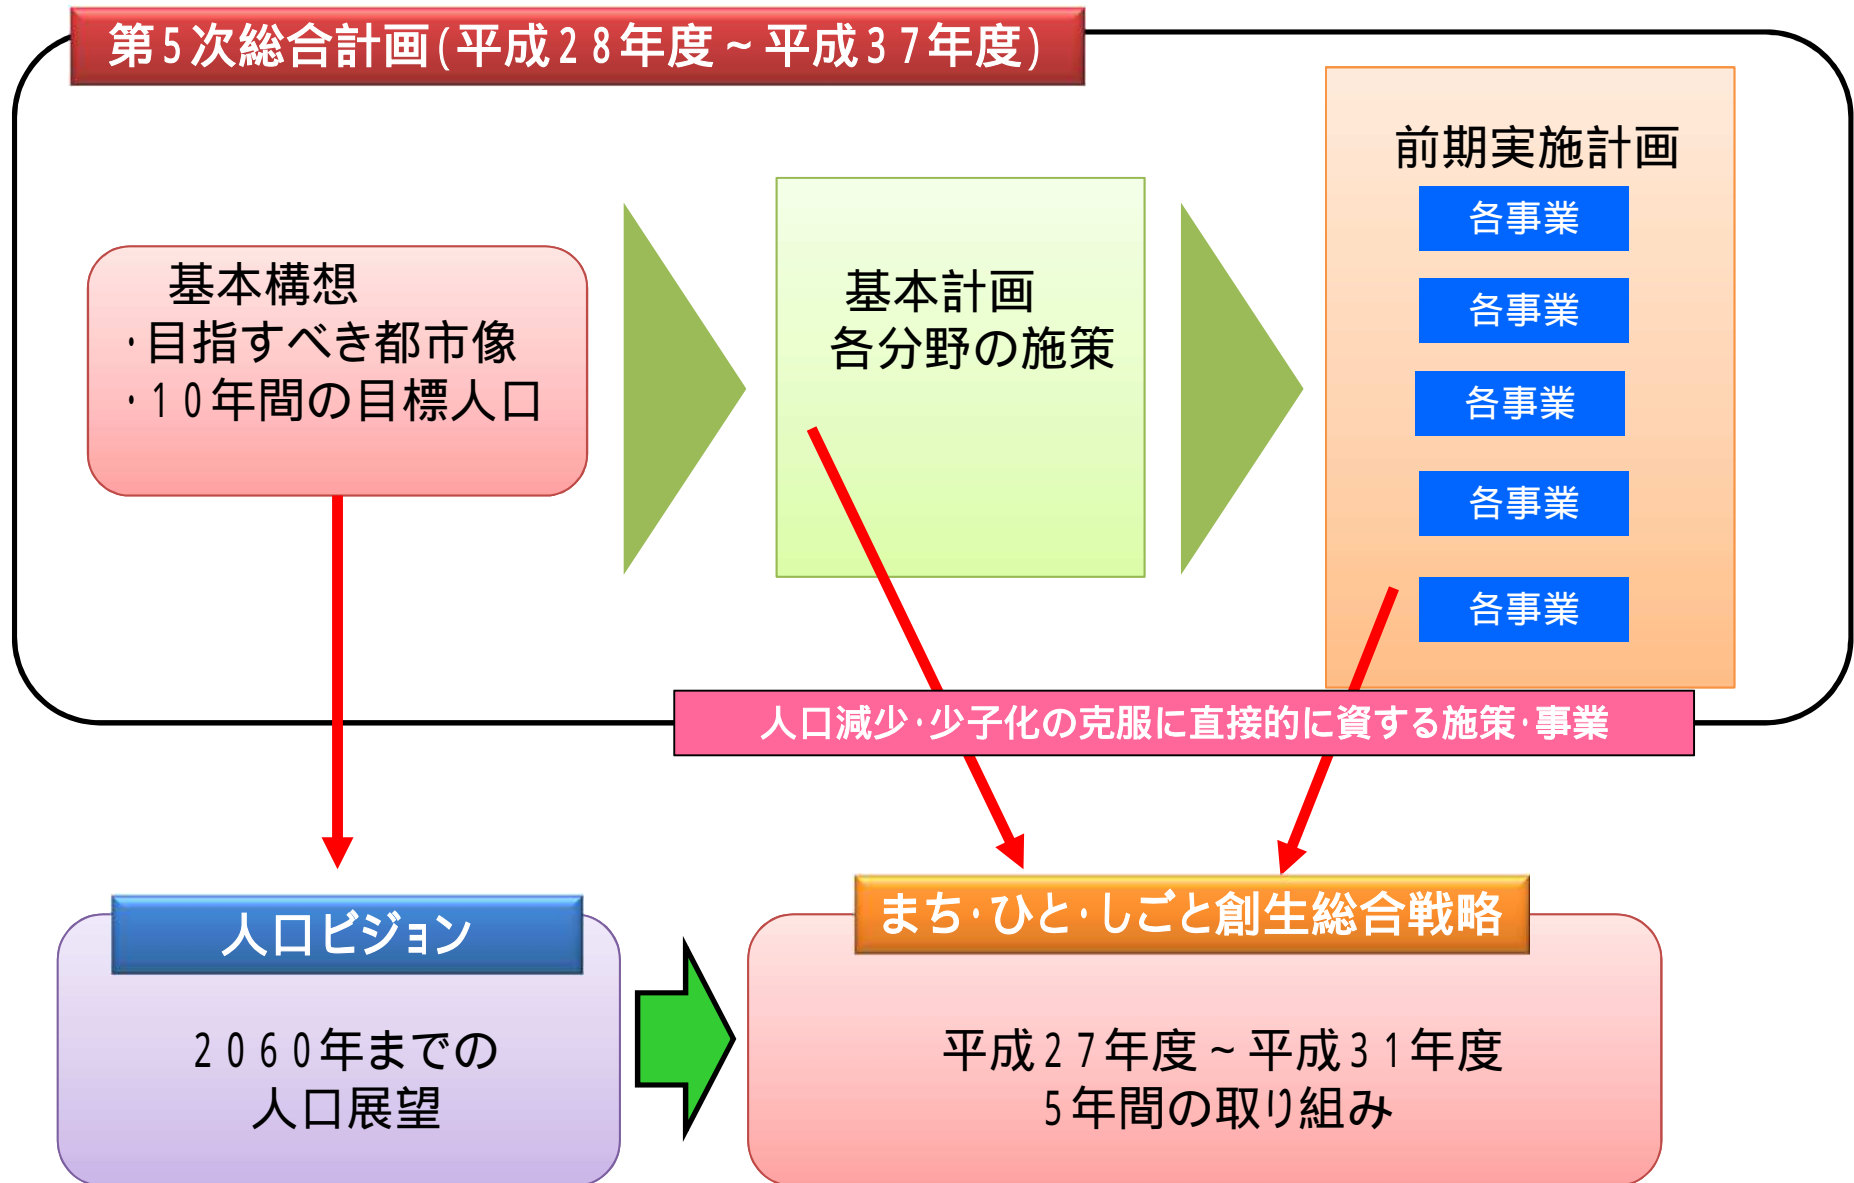 第5次総合計画(平成28年度~平成37年度)
基本構想
･目指すべき都市像
･10年間の目標人口
基本計画
各分野の施策
前期実施計画
各事業
各事業
各事業
各事業
各事業
人口減少･少子化の克服に直接的に資する施策･事業
人口ビジョン
2060年までの
人口展望
まち･ひと･しごと創生総合戦略
平成27年度~平成31年度
5年間の取り組み